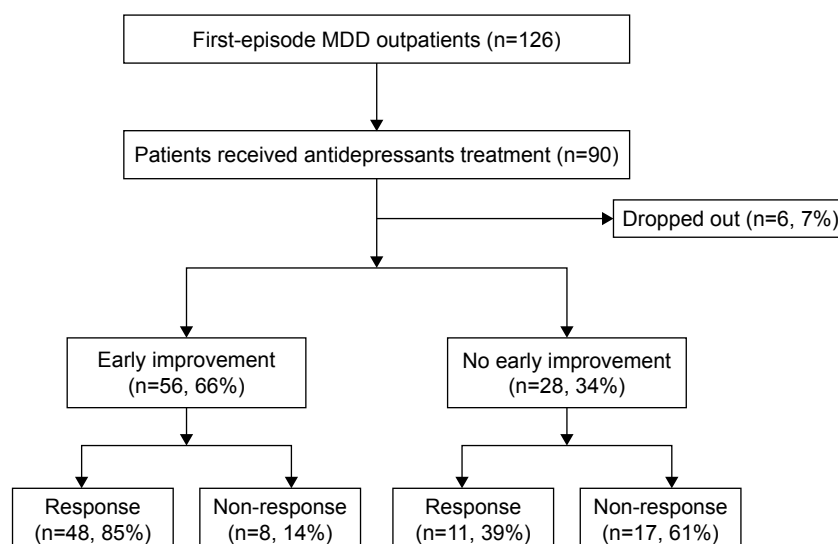 First-episode MDD outpatients (n=126)
Patients received antidepressants treatment (n=90)
Dropped out (n=6, 7%)
Early improvement
(n=56, 66%)
No early improvement
(n=28, 34%)
Response
(n=48, 85%)
Non-response
(n=8, 14%)
Response
(n=11, 39%)
Non-response
(n=17, 61%)